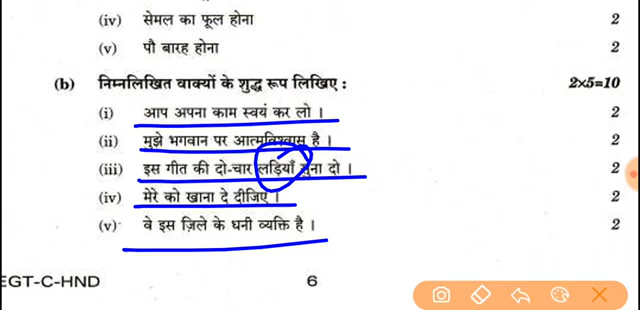 (iv) सेमल का फूल होना 2
(v) पौ बारह होना 2
(b) निम्नलिखित वाक्यों के शुद्ध रूप लिखिए : 2×5=10
(i) आप अपना काम स्वयं कर लो । 2
(ii) मुझे भगवान पर आत्मविश्वास है । 2
(iii) इस गीत की दो-चार लड़ियाँ सुना दो । 2
(iv) मेरे को खाना दे दीजिए । 2
(v) वे इस ज़िले के धनी व्यक्ति है । 2
EGT-C-HND 6